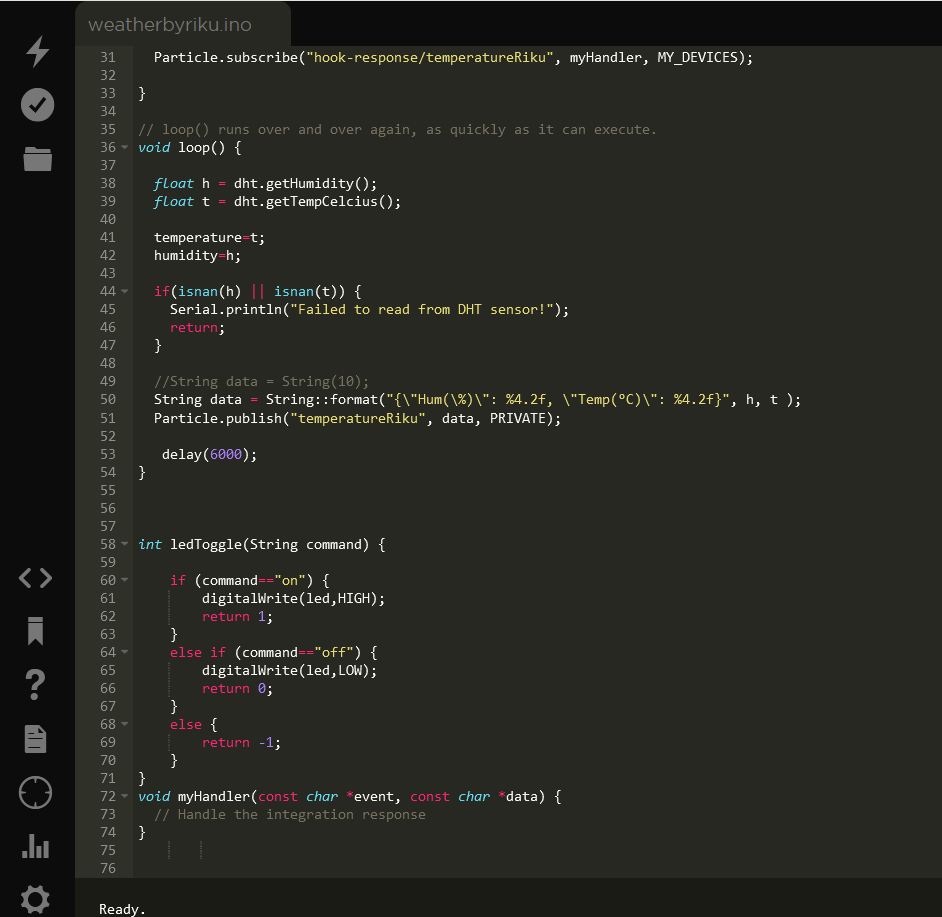 weatherbyriku.ino
31 Particle.subscribe("hook-response/temperatureRiku", myHandler, MY_DEVICES);
32
33 }
34
35 // loop() runs over and over again, as quickly as it can execute.
36 void loop() {
37
38 float h = dht.getHumidity();
39 float t = dht.getTempCelcius();
40
41 temperature=t;
42 humidity=h;
43
44 if(isnan(h) || isnan(t)) {
45 Serial.println("Failed to read from DHT sensor!");
46 return;
47 }
48
49 //String data = String(10);
50 String data = String::format("{\"Hum(\%)\": %4.2f, \"Temp(ºC)\": %4.2f}", h, t );
51 Particle.publish("temperatureRiku", data, PRIVATE);
52
53 delay(6000);
54 }
55
56
57
58 int ledToggle(String command) {
59
60 if (command=="on") {
61 digitalWrite(led,HIGH);
62 return 1;
63 }
64 else if (command=="off") {
65 digitalWrite(led,LOW);
66 return 0;
67 }
68 else {
69 return -1;
70 }
71 }
72 void myHandler(const char *event, const char *data) {
73 // Handle the integration response
74 }
75
76
Ready.